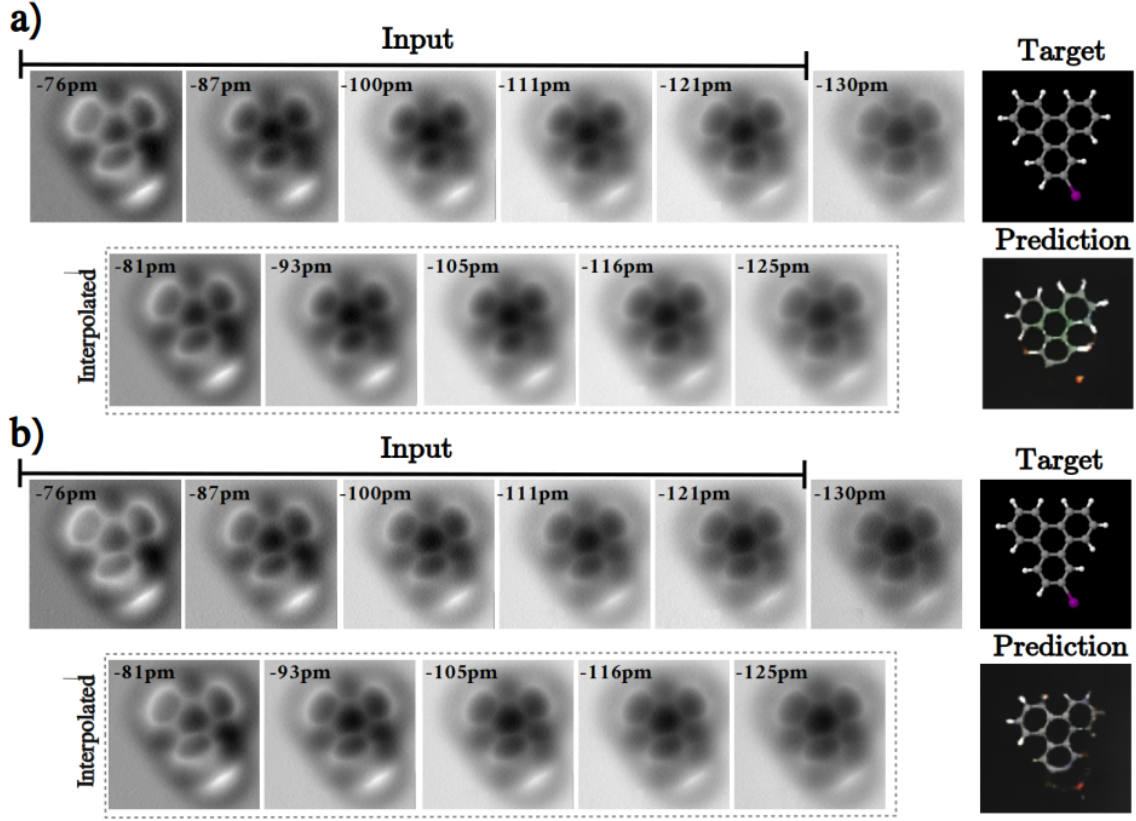 a)
Input
Target
-76pm -87pm -100pm -111pm -121pm -130pm
Prediction
Interpolated
-81pm -93pm -105pm -116pm -125pm
b)
Input
Target
-76pm -87pm -100pm -111pm -121pm -130pm
Prediction
Interpolated
-81pm -93pm -105pm -116pm -125pm